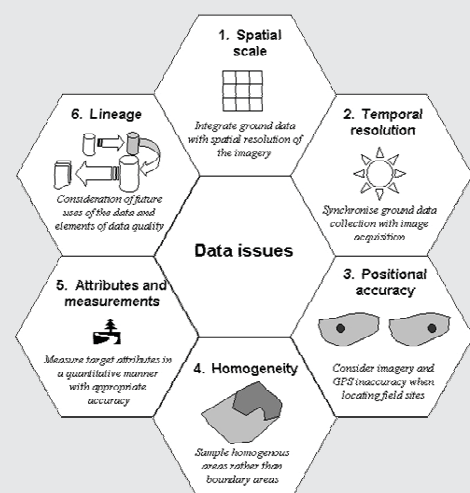 1. Spatial
scale
Integrate ground data
with spatial resolution of
the imagery
2. Temporal
resolution
Synchronise ground data
collection with image
acquisition
3. Positional
accuracy
Consider imagery and
GPS inaccuracy when
locating field sites
4. Homogeneity
Sample homogenous
areas rather than
boundary areas
5. Attributes and
measurements
Measure target attributes in
a quantitative manner
with appropriate
accuracy
6. Lineage
Consideration of future
uses of the data and
elements of data quality
Data issues